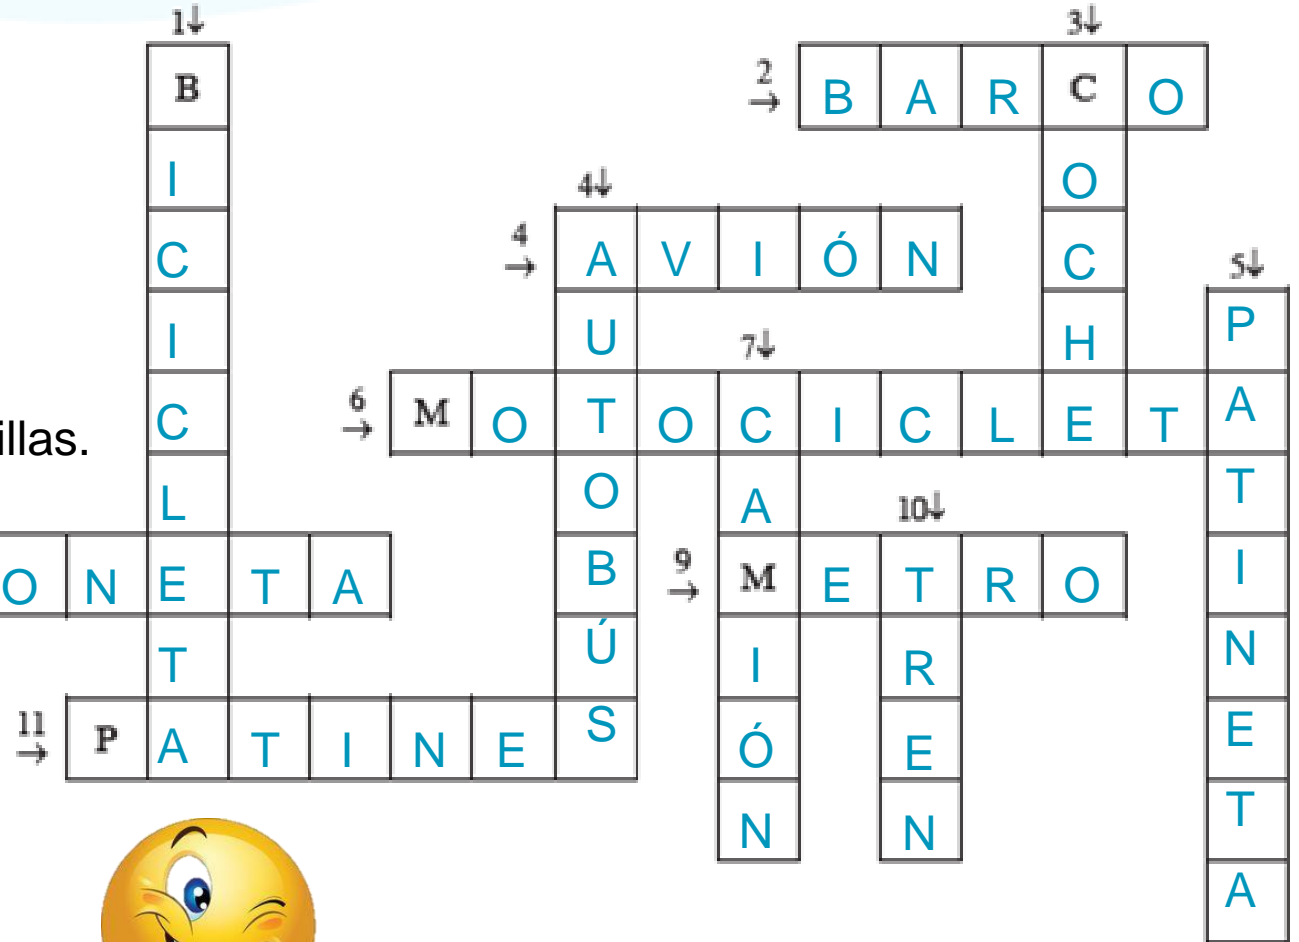 1↓ 3↓
B 2→ B A R C O
I 4↓ O
C 4→ A V I Ó N C 5↓
I U 7↓ H P
illas. C 6→ M O T O C I C L E T A
L O A 10↓ T
O N E T A B 9→ M E T R O I
T Ú I R N
11→ P A T I N E S Ó E E
N N T
A